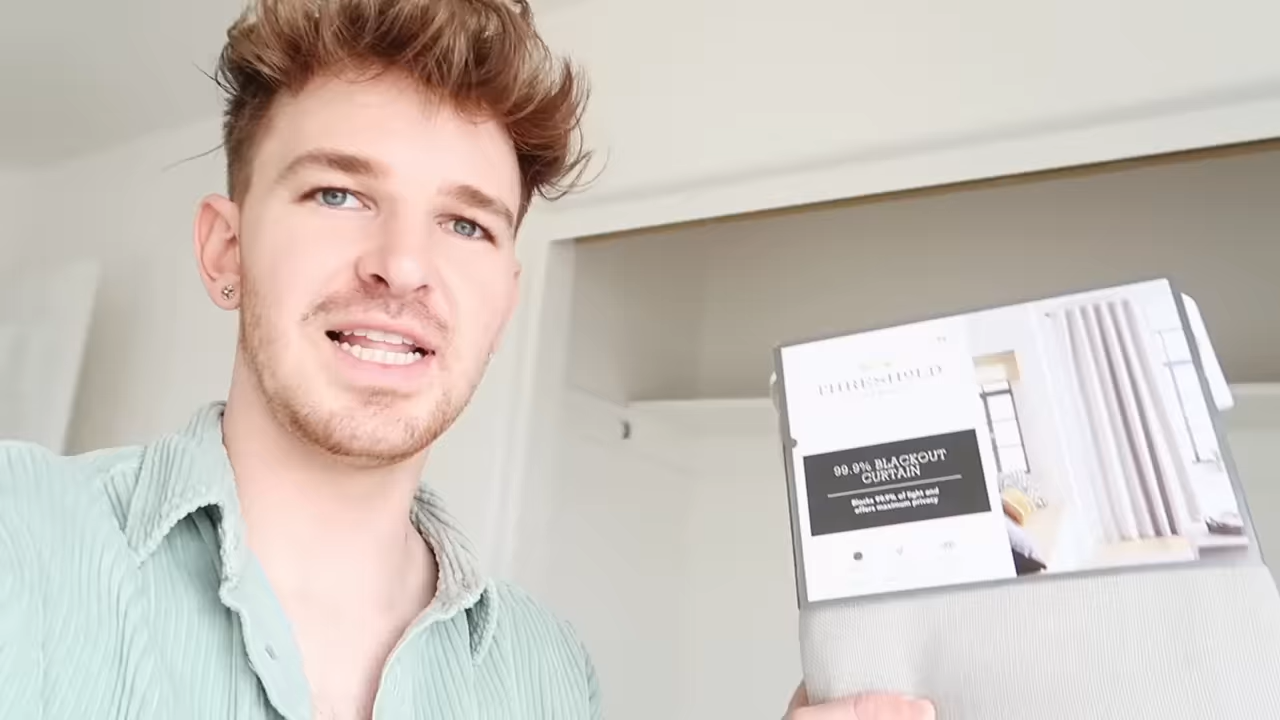 THRESHOLD
99.9% BLACKOUT
CURTAIN
Blocks 99.9% of light and
offers maximum privacy